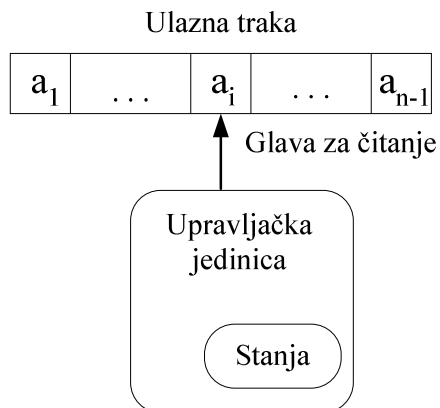 Ulazna traka
a1 ... ai ... an-1
Glava za čitanje
Upravljačka
jedinica
Stanja